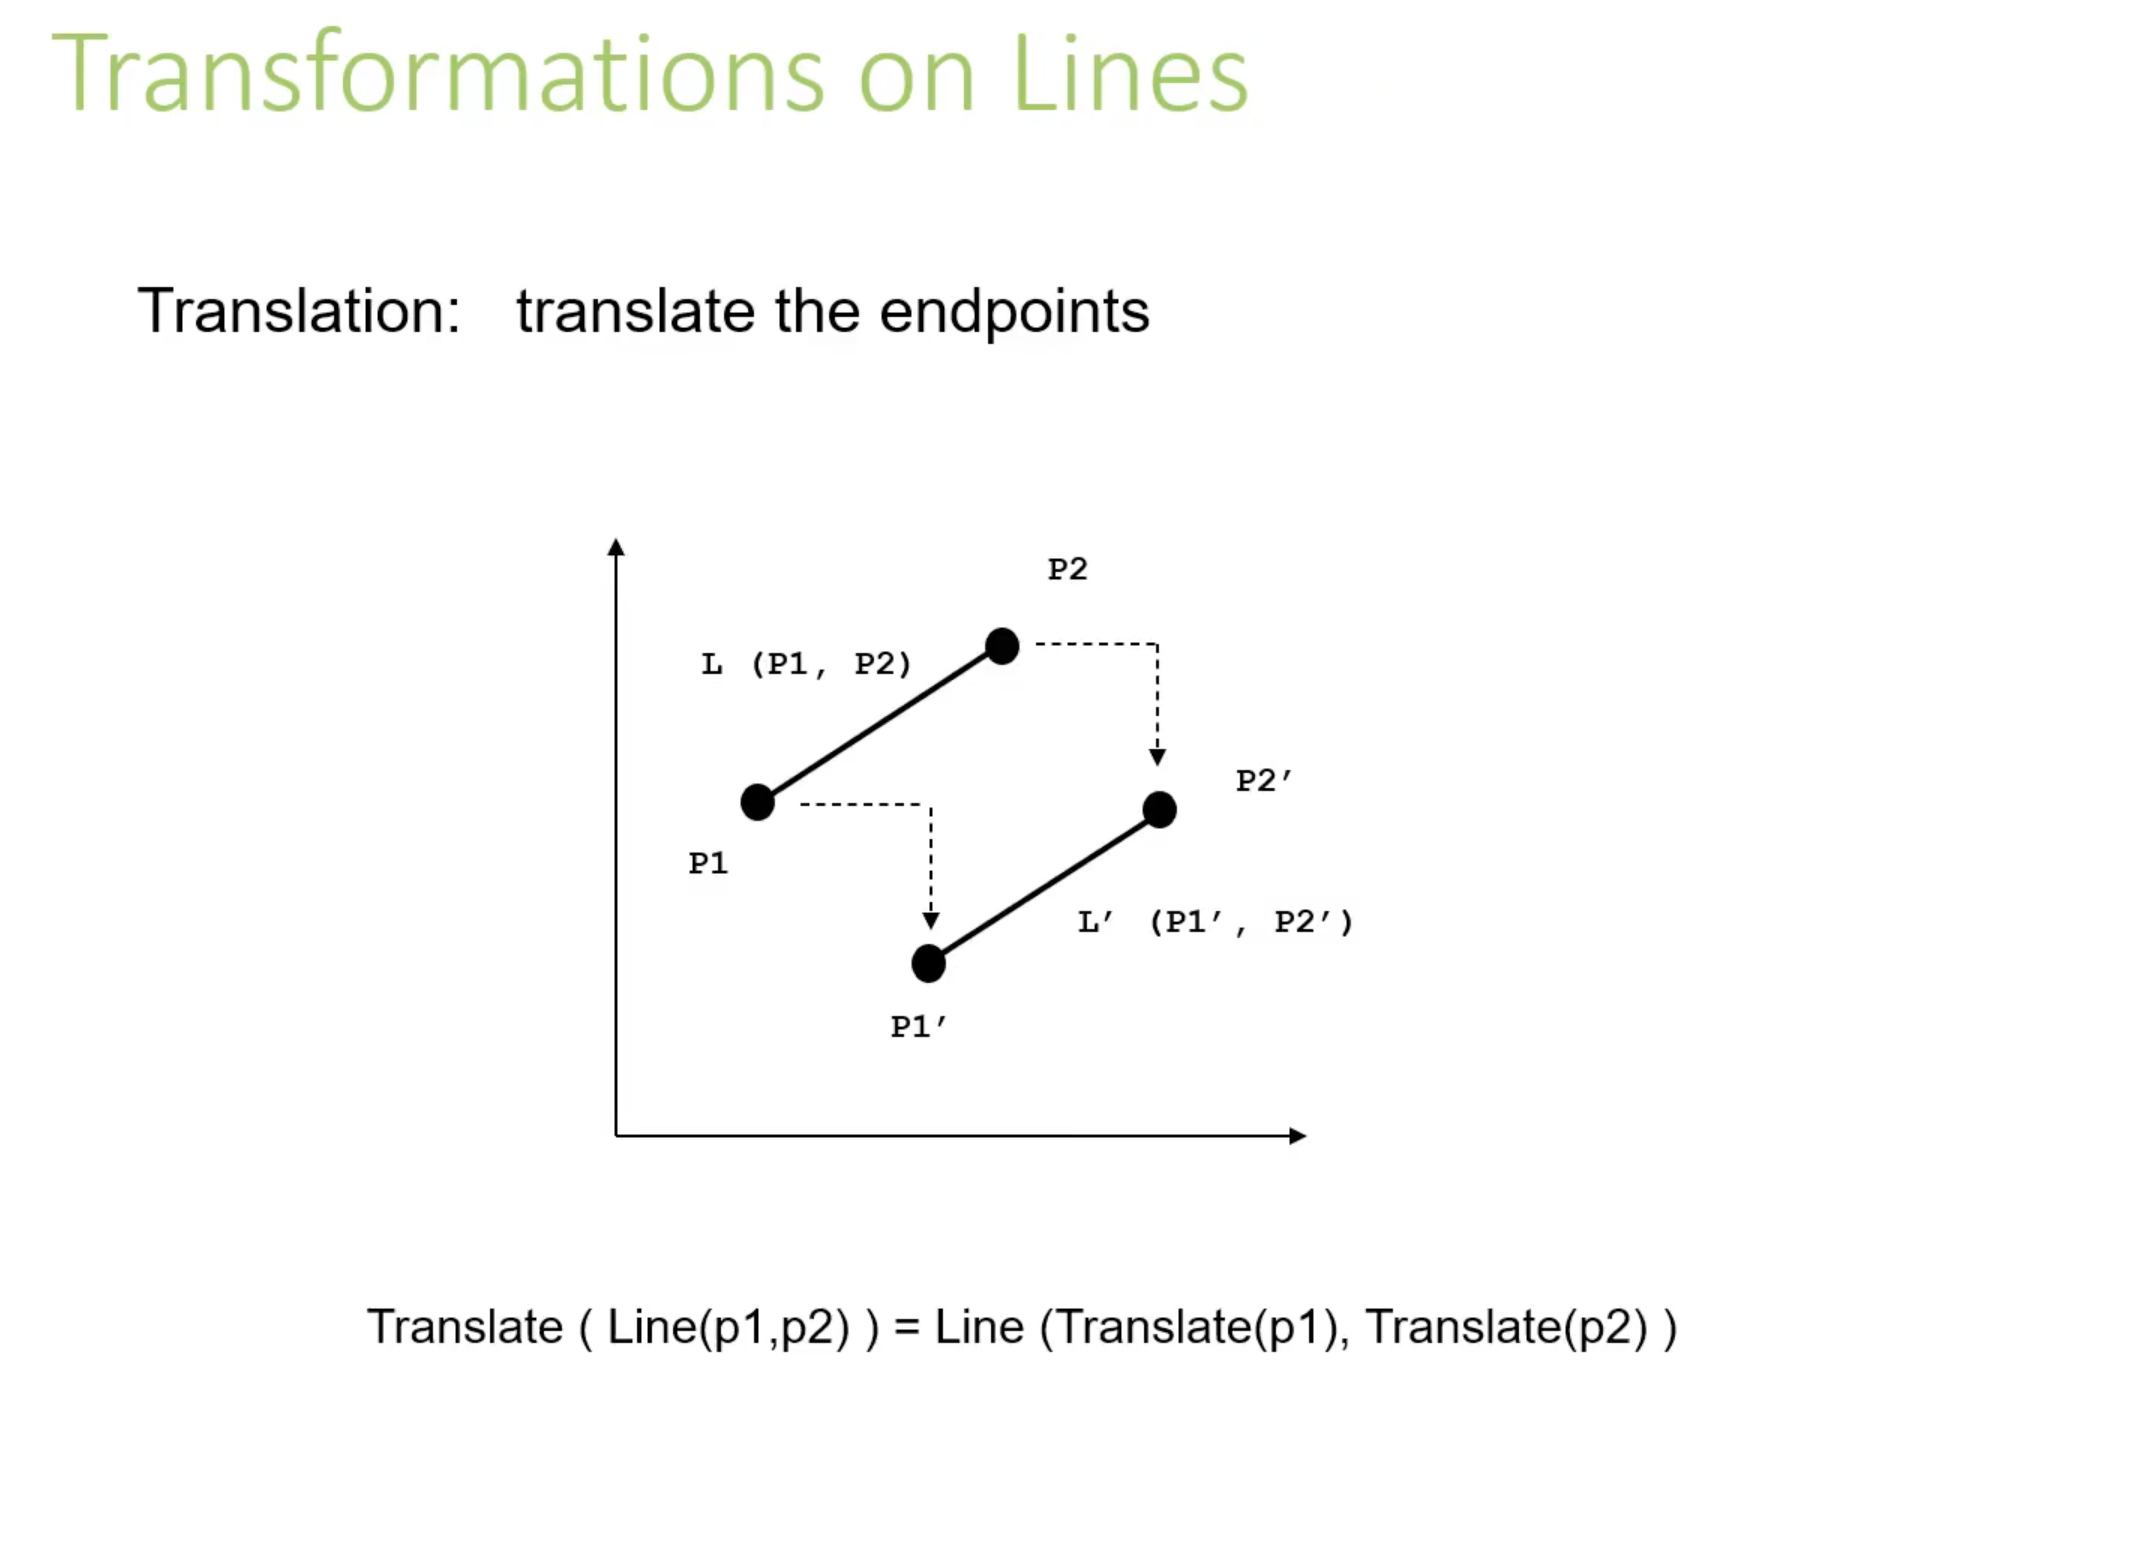 Transformations on Lines
Translation: translate the endpoints
P2
L (P1, P2)
P2′
P1
L′ (P1′, P2′)
P1′
Translate ( Line(p1,p2) ) = Line (Translate(p1), Translate(p2) )